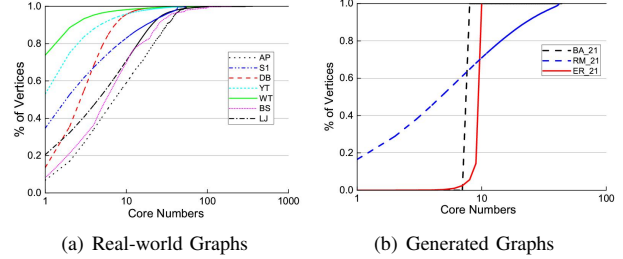 % of Vertices
1.0
0.8
0.6
0.4
0.2
0.0
1
10
100
1000
Core Numbers
AP
S1
DB
YT
WT
BS
LJ
(a) Real-world Graphs
% of Vertices
1.0
0.8
0.6
0.4
0.2
0.0
1
10
100
Core Numbers
BA_21
RM_21
ER_21
(b) Generated Graphs